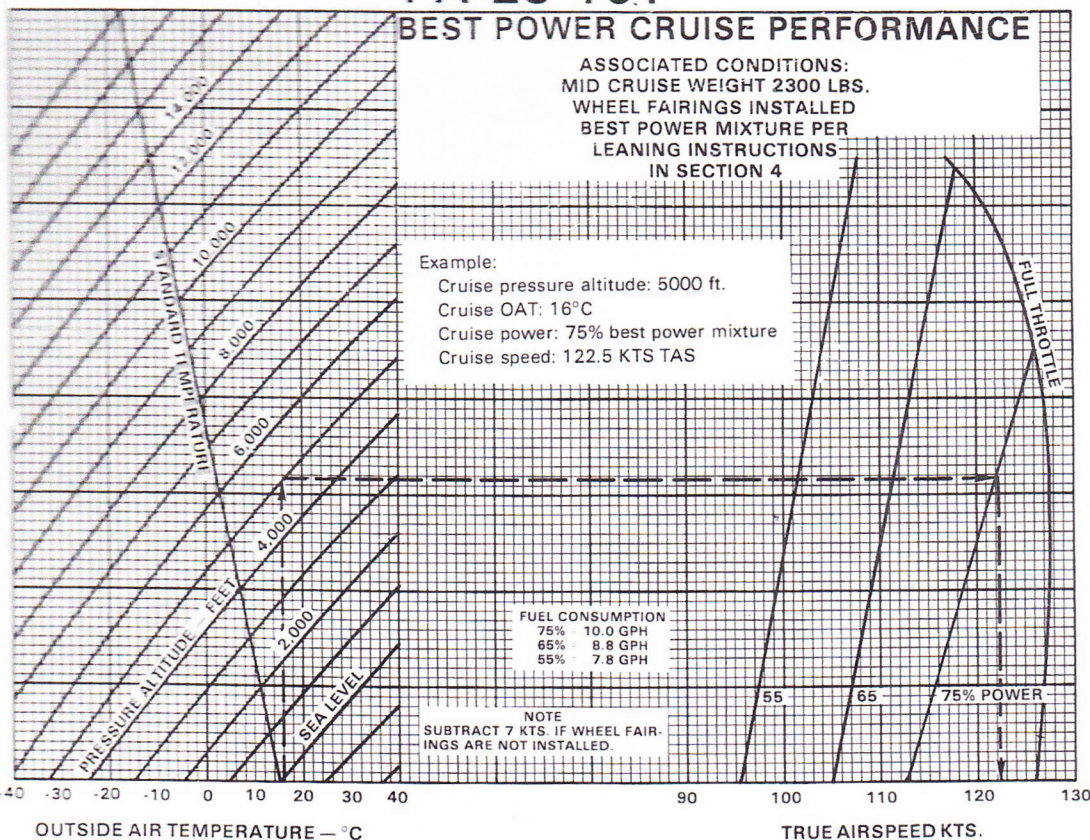 BEST POWER CRUISE PERFORMANCE
ASSOCIATED CONDITIONS:
MID CRUISE WEIGHT 2300 LBS.
WHEEL FAIRINGS INSTALLED
BEST POWER MIXTURE PER
LEANING INSTRUCTIONS
IN SECTION 4
14,000
12,000
10,000
8,000
6,000
4,000
2,000
SEA LEVEL
STANDARD TEMPERATURE
PRESSURE ALTITUDE — FEET
Example:
Cruise pressure altitude: 5000 ft.
Cruise OAT: 16°C
Cruise power: 75% best power mixture
Cruise speed: 122.5 KTS TAS
FULL THROTTLE
FUEL CONSUMPTION
75% - 10.0 GPH
65% - 8.8 GPH
55% - 7.8 GPH
55 65 75% POWER
NOTE
SUBTRACT 7 KTS. IF WHEEL FAIR-
INGS ARE NOT INSTALLED.
-40 -30 -20 -10 0 10 20 30 40 90 100 110 120 130
OUTSIDE AIR TEMPERATURE — °C TRUE AIRSPEED KTS.